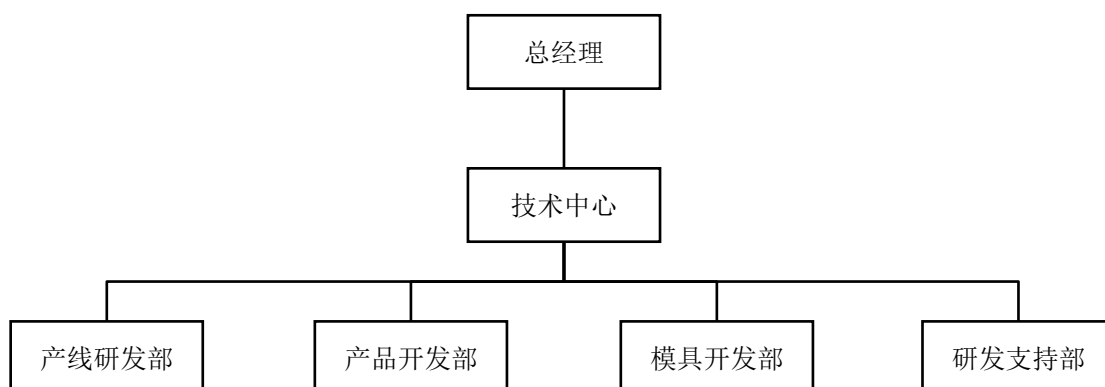 总经理
技术中心
产线研发部
产品开发部
模具开发部
研发支持部